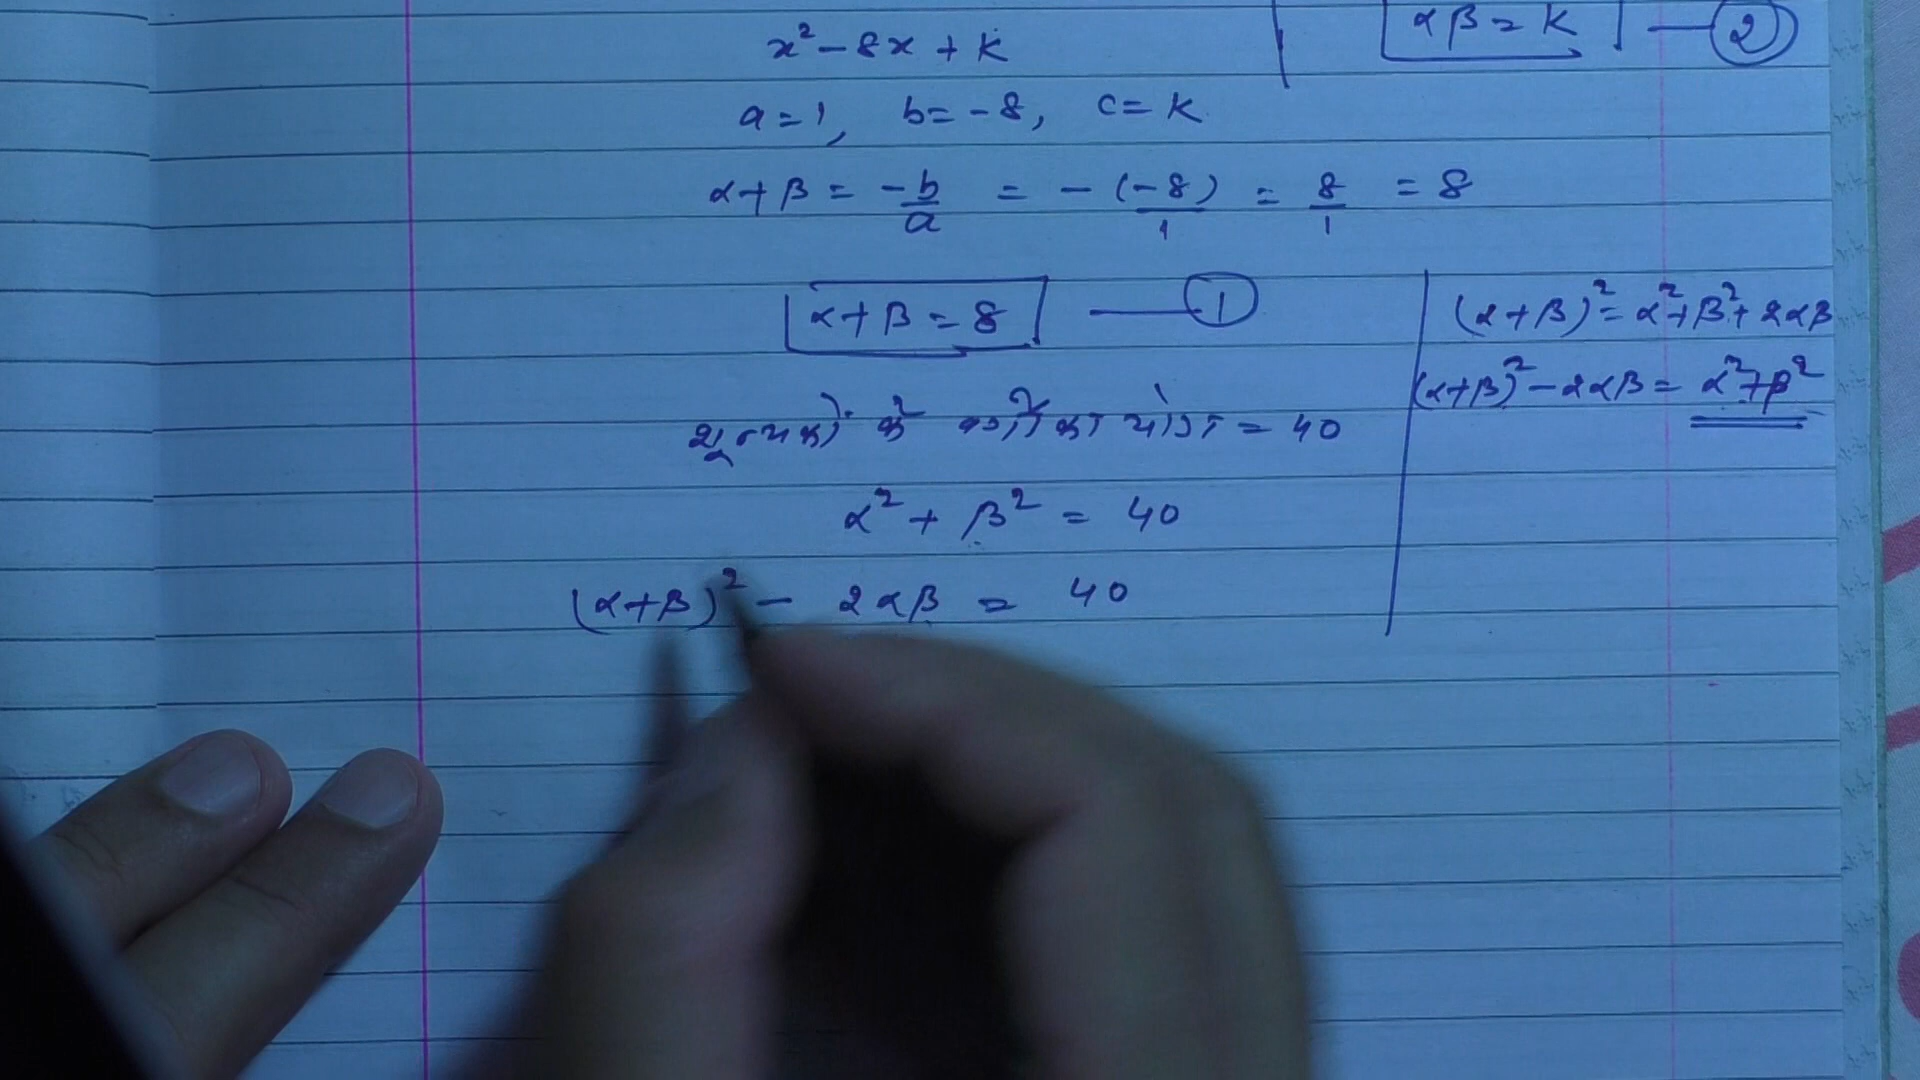 x² - 8x + k
αβ = k — ②
a = 1, b = -8, c = k
α + β = -b/a = -(-8)/1 = 8/1 = 8
α + β = 8 — ①
(α + β)² = α² + β² + 2αβ
(α + β)² - 2αβ = α² + β²
शून्यकों के वर्गों का योग = 40
α² + β² = 40
(α + β)² - 2αβ = 40